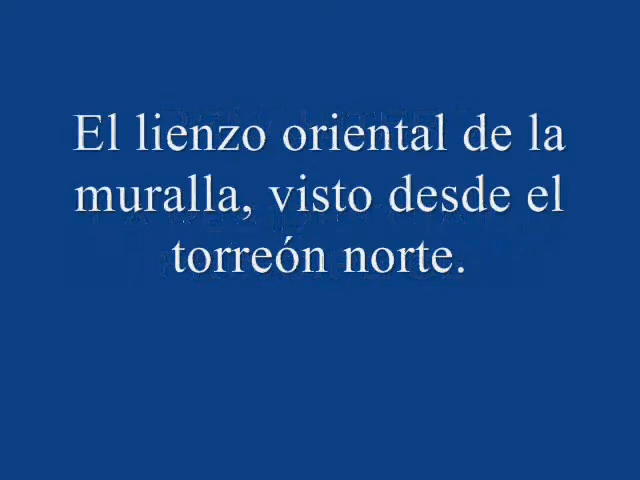 El lienzo oriental de la
muralla, visto desde el
torreón norte.